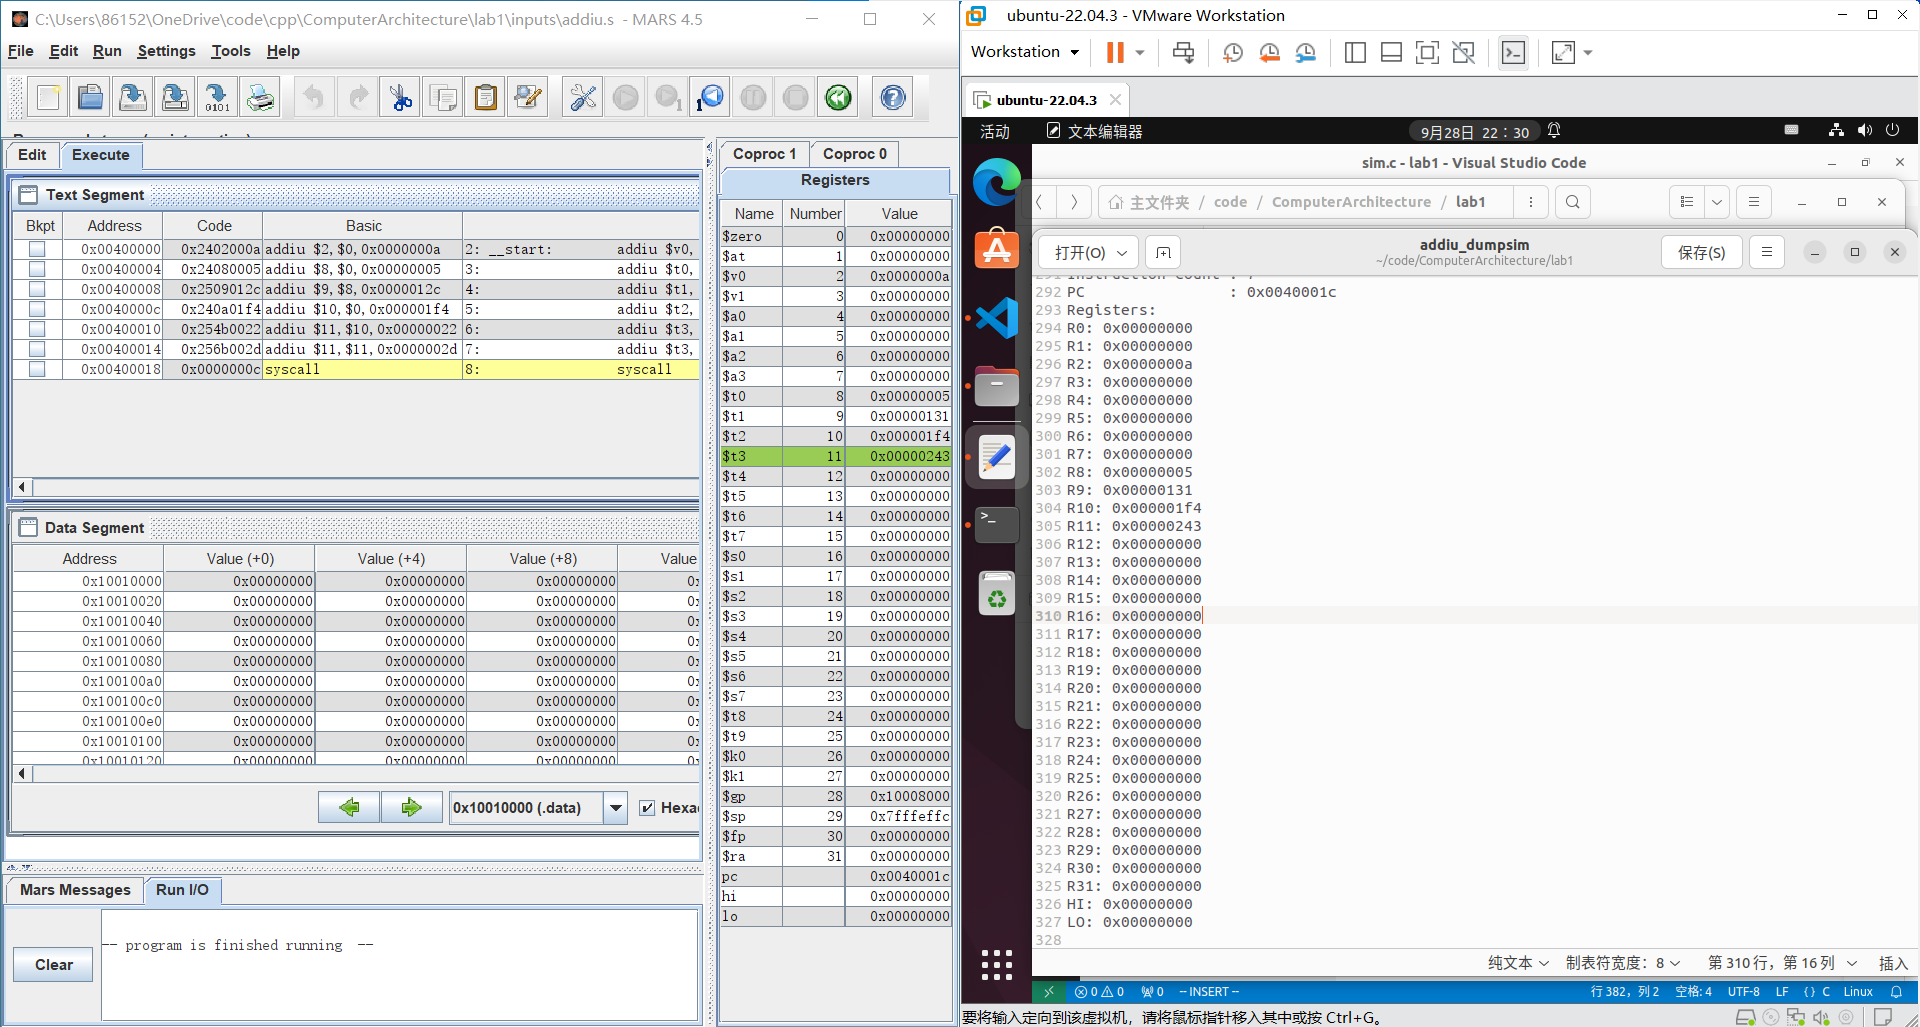 C:\Users\86152\OneDrive\code\cpp\ComputerArchitecture\lab1\inputs\addiu.s - MARS 4.5
File Edit Run Settings Tools Help
Edit Execute
Text Segment
Bkpt Address Code Basic
0x00400000 0x2402000a addiu $2,$0,0x0000000a 2: __start: addiu $v0,
0x00400004 0x24080005 addiu $8,$0,0x00000005 3: addiu $t0,
0x00400008 0x2509012c addiu $9,$8,0x0000012c 4: addiu $t1,
0x0040000c 0x240a01f4 addiu $10,$0,0x000001f4 5: addiu $t2,
0x00400010 0x254b0022 addiu $11,$10,0x00000022 6: addiu $t3,
0x00400014 0x256b002d addiu $11,$11,0x0000002d 7: addiu $t3,
0x00400018 0x0000000c syscall 8: syscall
Data Segment
Address Value (+0) Value (+4) Value (+8) Value
0x10010000 0x00000000 0x00000000 0x00000000 0x
0x10010020 0x00000000 0x00000000 0x00000000 0x
0x10010040 0x00000000 0x00000000 0x00000000 0x
0x10010060 0x00000000 0x00000000 0x00000000 0x
0x10010080 0x00000000 0x00000000 0x00000000 0x
0x100100a0 0x00000000 0x00000000 0x00000000 0x
0x100100c0 0x00000000 0x00000000 0x00000000 0x
0x100100e0 0x00000000 0x00000000 0x00000000 0x
0x10010100 0x00000000 0x00000000 0x00000000 0x
0x10010120 0x00000000 0x00000000 0x00000000 0x
0x10010000 (.data) Hexa
Mars Messages Run I/O
-- program is finished running --
Clear
Coproc 1 Coproc 0
Registers
Name Number Value
$zero 0 0x00000000
$at 1 0x00000000
$v0 2 0x0000000a
$v1 3 0x00000000
$a0 4 0x00000000
$a1 5 0x00000000
$a2 6 0x00000000
$a3 7 0x00000000
$t0 8 0x00000005
$t1 9 0x00000131
$t2 10 0x000001f4
$t3 11 0x00000243
$t4 12 0x00000000
$t5 13 0x00000000
$t6 14 0x00000000
$t7 15 0x00000000
$s0 16 0x00000000
$s1 17 0x00000000
$s2 18 0x00000000
$s3 19 0x00000000
$s4 20 0x00000000
$s5 21 0x00000000
$s6 22 0x00000000
$s7 23 0x00000000
$t8 24 0x00000000
$t9 25 0x00000000
$k0 26 0x00000000
$k1 27 0x00000000
$gp 28 0x10008000
$sp 29 0x7fffeffc
$fp 30 0x00000000
$ra 31 0x00000000
pc 0x0040001c
hi 0x00000000
lo 0x00000000
ubuntu-22.04.3 - VMware Workstation
Workstation
ubuntu-22.04.3
活动 文本编辑器 9月28日 22：30
sim.c - lab1 - Visual Studio Code
主文件夹 / code / ComputerArchitecture / lab1
打开(O) addiu_dumpsim 保存(S)
~/code/ComputerArchitecture/lab1
291 Instruction Count : 7
292 PC : 0x0040001c
293 Registers:
294 R0: 0x00000000
295 R1: 0x00000000
296 R2: 0x0000000a
297 R3: 0x00000000
298 R4: 0x00000000
299 R5: 0x00000000
300 R6: 0x00000000
301 R7: 0x00000000
302 R8: 0x00000005
303 R9: 0x00000131
304 R10: 0x000001f4
305 R11: 0x00000243
306 R12: 0x00000000
307 R13: 0x00000000
308 R14: 0x00000000
309 R15: 0x00000000
310 R16: 0x00000000
311 R17: 0x00000000
312 R18: 0x00000000
313 R19: 0x00000000
314 R20: 0x00000000
315 R21: 0x00000000
316 R22: 0x00000000
317 R23: 0x00000000
318 R24: 0x00000000
319 R25: 0x00000000
320 R26: 0x00000000
321 R27: 0x00000000
322 R28: 0x00000000
323 R29: 0x00000000
324 R30: 0x00000000
325 R31: 0x00000000
326 HI: 0x00000000
327 LO: 0x00000000
328
纯文本 制表符宽度：8 第 310 行，第 16 列 插入
0 0 0 -- INSERT -- 行 382，列 2 空格: 4 UTF-8 LF {} C Linux
要将输入定向到该虚拟机，请将鼠标指针移入其中或按 Ctrl+G。